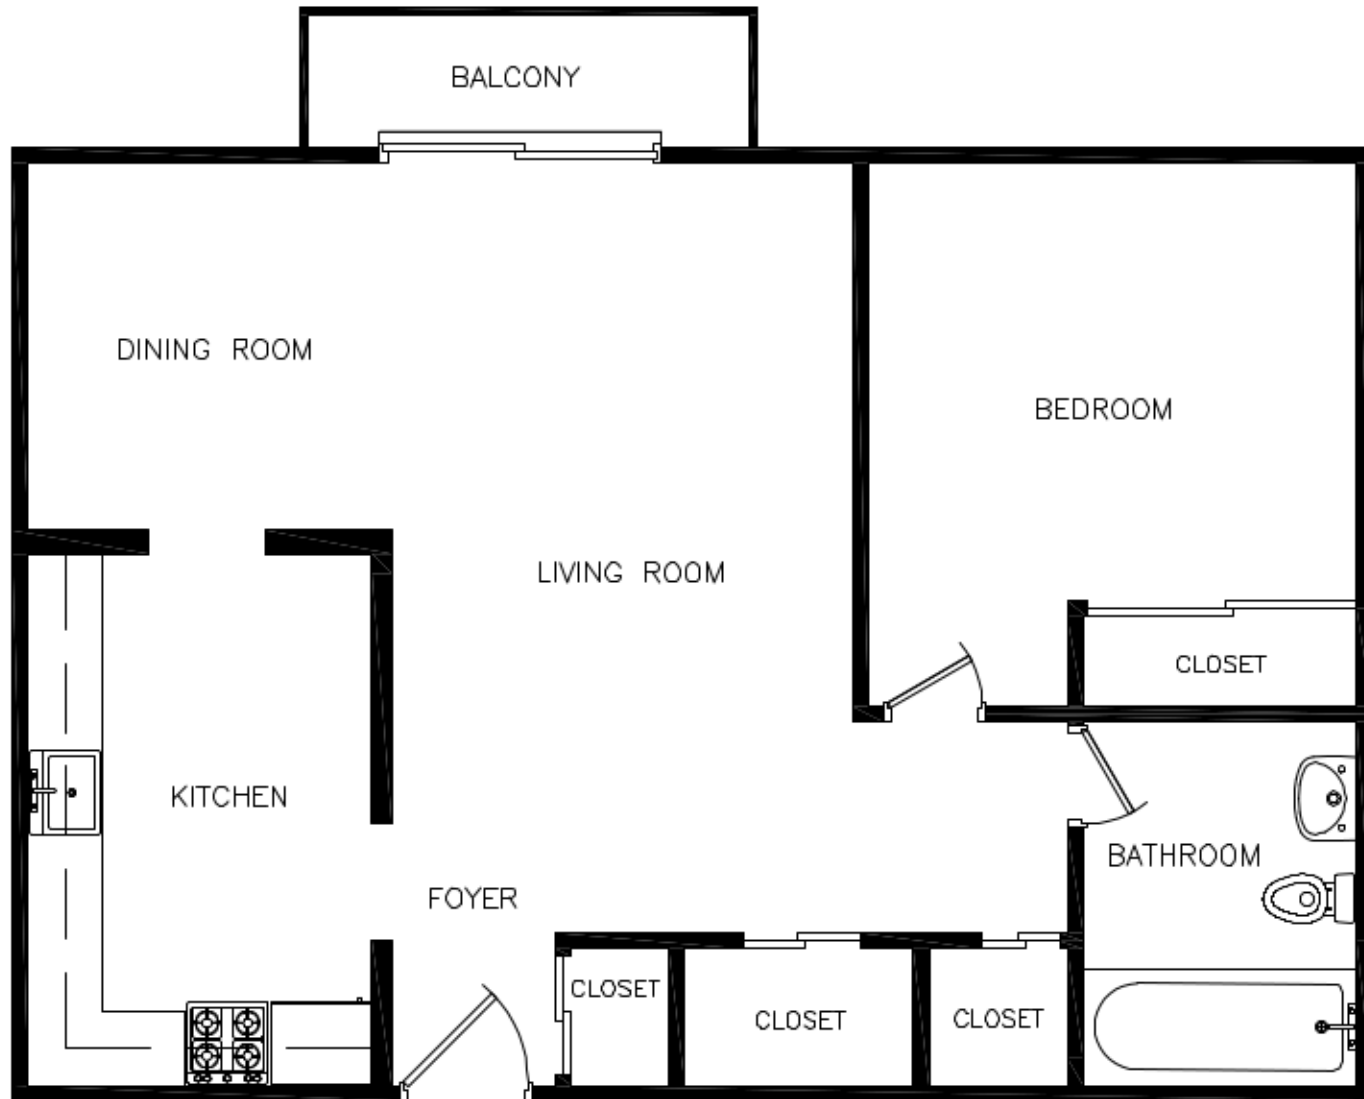 BALCONY
DINING ROOM
BEDROOM
LIVING ROOM
CLOSET
KITCHEN
BATHROOM
FOYER
CLOSET
CLOSET
CLOSET